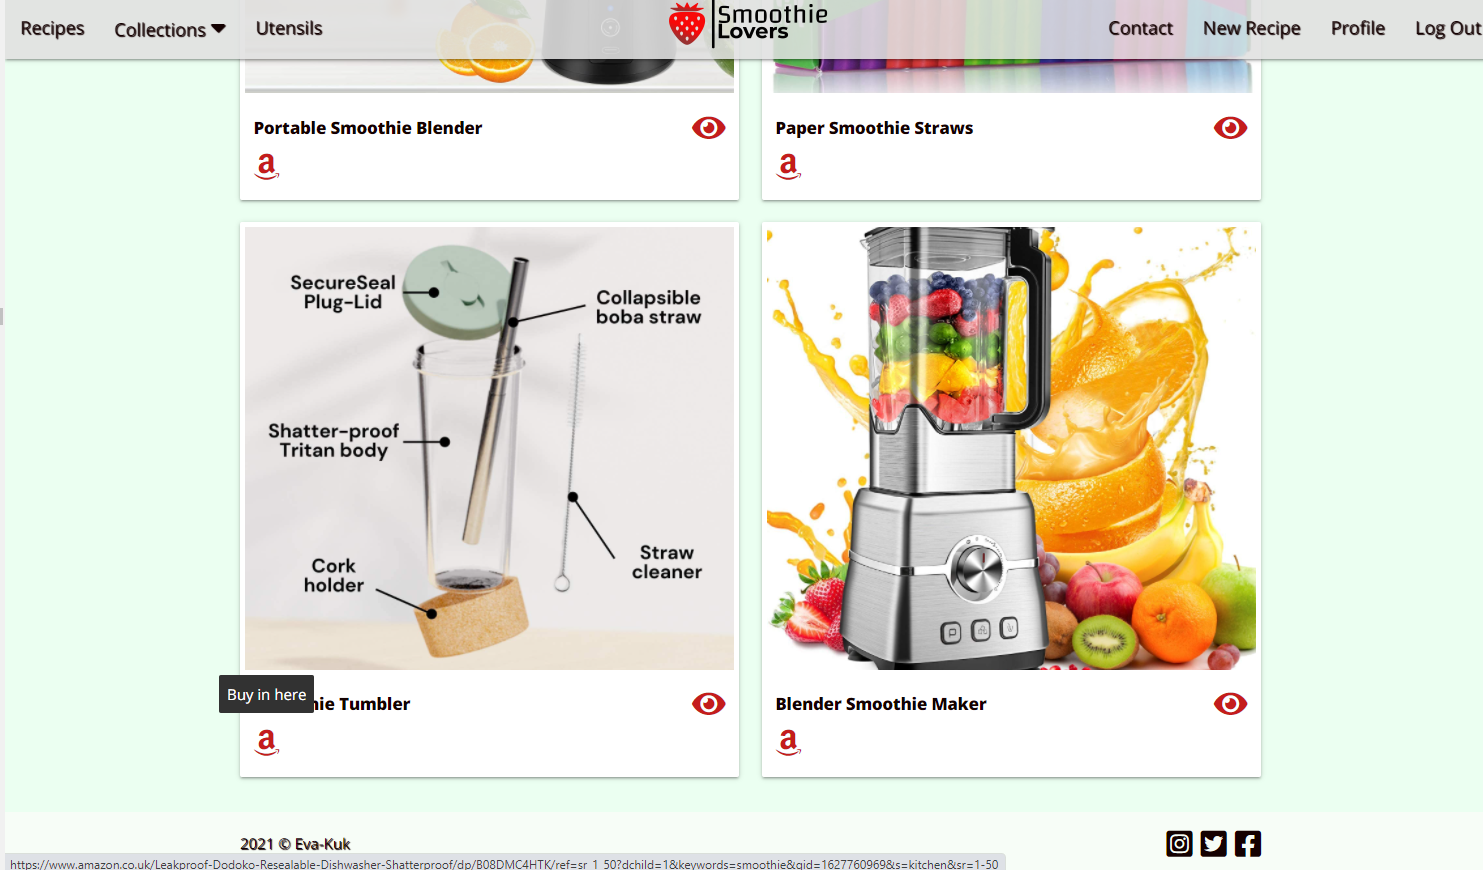 Recipes
Collections
Utensils
Smoothie
Lovers
Contact
New Recipe
Profile
Log Out
Portable Smoothie Blender
Paper Smoothie Straws
a
a
SecureSeal
Plug-Lid
Collapsible
boba straw
Shatter-proof
Tritan body
Cork
holder
Straw
cleaner
Buy in here
Tumbler
Blender Smoothie Maker
a
a
2021 © Eva-Kuk
https://www.amazon.co.uk/Leakproof-Dodoko-Resealable-Dishwasher-Shatterproof/dp/B08DMC4HTK/ref=sr_1_50?dchild=1&keywords=smoothie&qid=1627760969&s=kitchen&sr=1-50